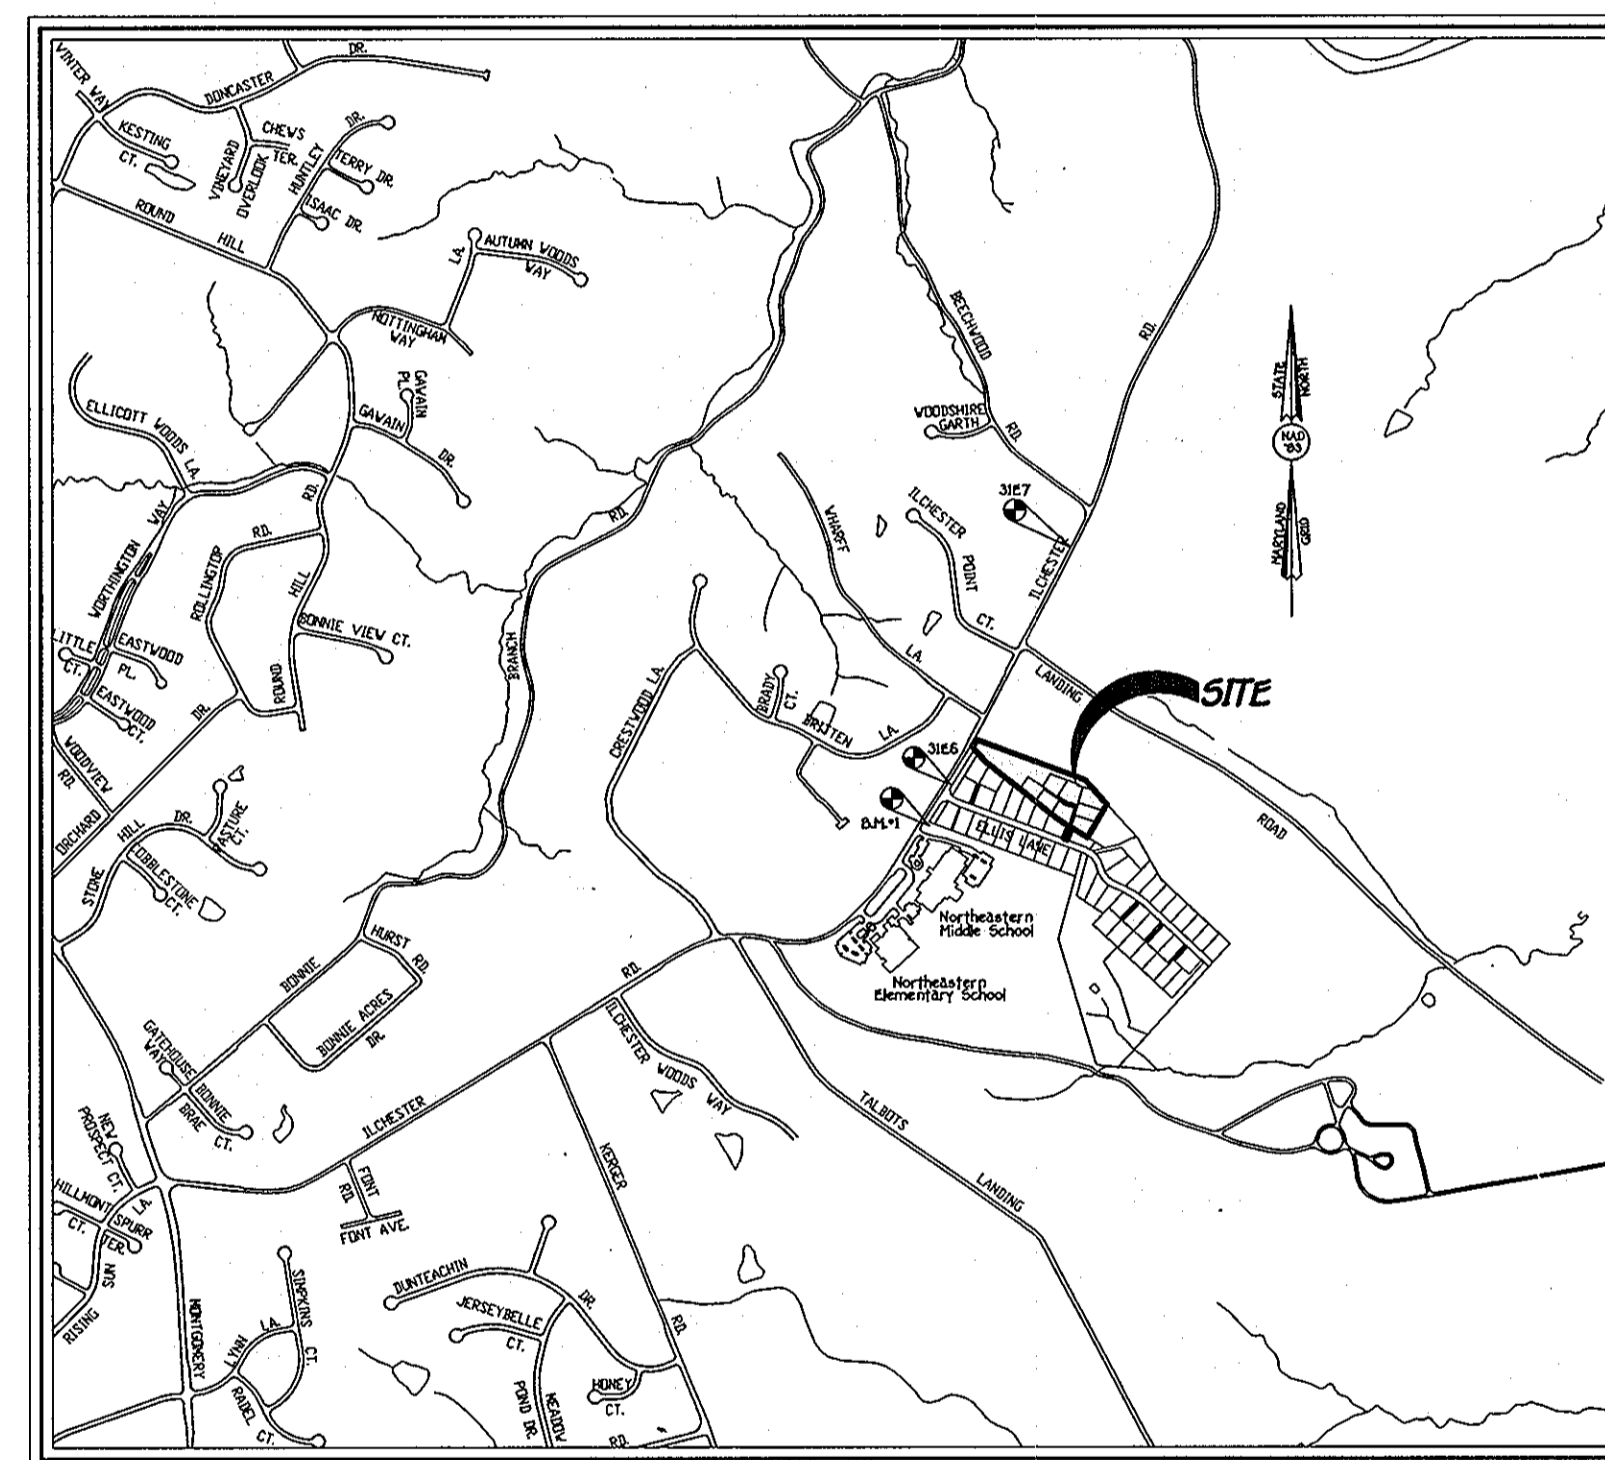 VINTER WAY
DONCASTER
DR.
KESTING
CT.
VINEYARD
OVERLOOK
CHEWS
TER.
HUNTLEY
DR.
TERRY DR.
ISAAC DR.
ROUND
HILL
LA.
AUTUMN WOODS
WAY
NOTTINGHAM
WAY
GAWAIN
PL.
GAWAIN
DR.
ELLICOTT WOODS LA.
WORTHINGTON
WAY
ROLLINGTOP
RD.
RD.
HILL
ROUND
BONNIE VIEW CT.
LITTLE
CT.
EASTWOOD
PL.
EASTWOOD
CT.
WOODVIEW
RD.
ORCHARD
DR.
STONE
HILL
DR.
PASTURE
CT.
COBBLESTONE
CT.
BEECHWOOD
RD.
WOODSHIRE
GARTH
RD.
STATE
NORTH
NAD
'83
MARYLAND
GRID
31E7
ILCHESTER
POINT
CT.
ILCHESTER
WHARFF
LA.
RD.
BRANCH
CRESTWOOD LA.
BRADY
CT.
BRITTEN
LA.
LANDING
ROAD
SITE
31E6
B.M.#1
ELLIS LANE
Northeastern
Middle School
Northeastern
Elementary School
HURST
RD.
BONNIE
BONNIE ACRES
DR.
GATEHOUSE
WAY
BONNIE
BRAE
CT.
NEW
PROSPECT CT.
HILLMONT
CT.
SPURR
TER.
LA.
SUN
RISING
ILCHESTER
RD.
ILCHESTER WOODS
WAY
TALBOTS
LANDING
KERGER
RD.
FONT
RD.
FONT AVE.
DUNTEACHIN
DR.
JERSEYBELLE
CT.
SIMPKINS
CT.
LYNN
LA.
RADEL
CT.
MONTGOMERY
POND DR.
MEADOW
HONEY
CT.
RD.